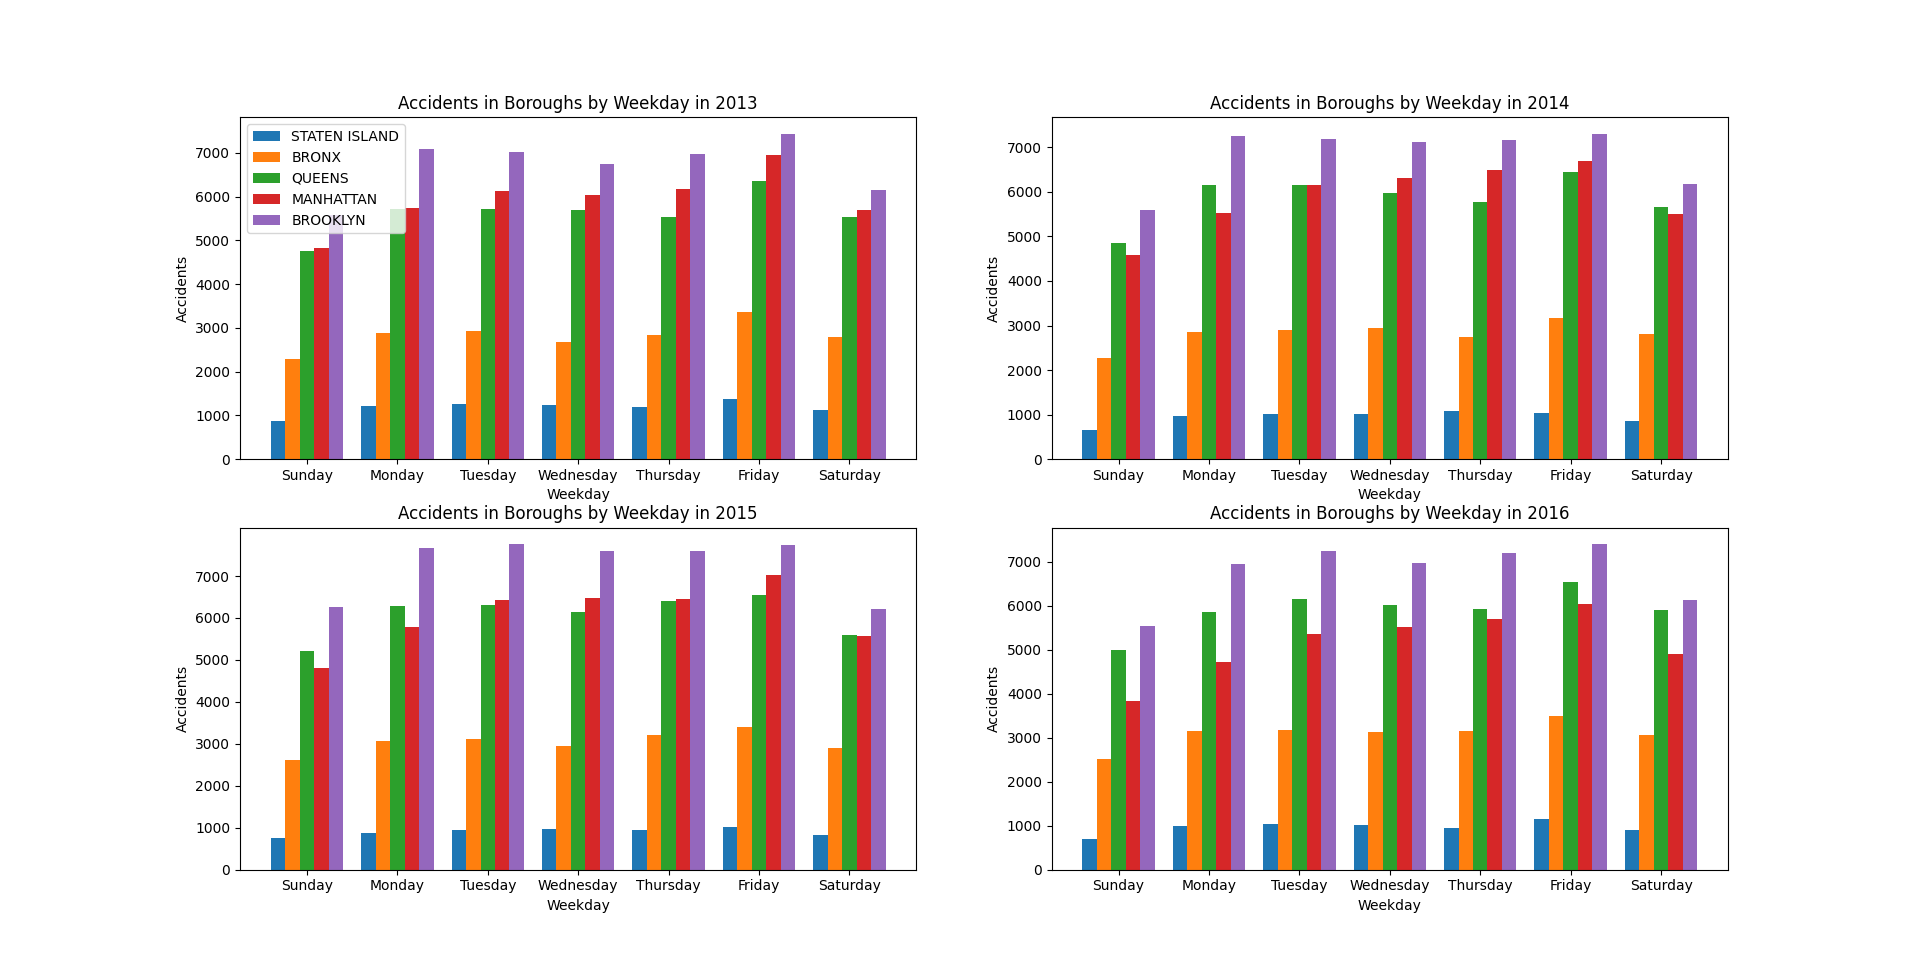 Accidents in Boroughs by Weekday in 2013
STATEN ISLAND
BRONX
QUEENS
MANHATTAN
BROOKLYN
7000
6000
5000
4000
3000
2000
1000
0
Accidents
Sunday Monday Tuesday Wednesday Thursday Friday Saturday
Weekday
Accidents in Boroughs by Weekday in 2014
7000
6000
5000
4000
3000
2000
1000
0
Accidents
Sunday Monday Tuesday Wednesday Thursday Friday Saturday
Weekday
Accidents in Boroughs by Weekday in 2015
7000
6000
5000
4000
3000
2000
1000
0
Accidents
Sunday Monday Tuesday Wednesday Thursday Friday Saturday
Weekday
Accidents in Boroughs by Weekday in 2016
7000
6000
5000
4000
3000
2000
1000
0
Accidents
Sunday Monday Tuesday Wednesday Thursday Friday Saturday
Weekday